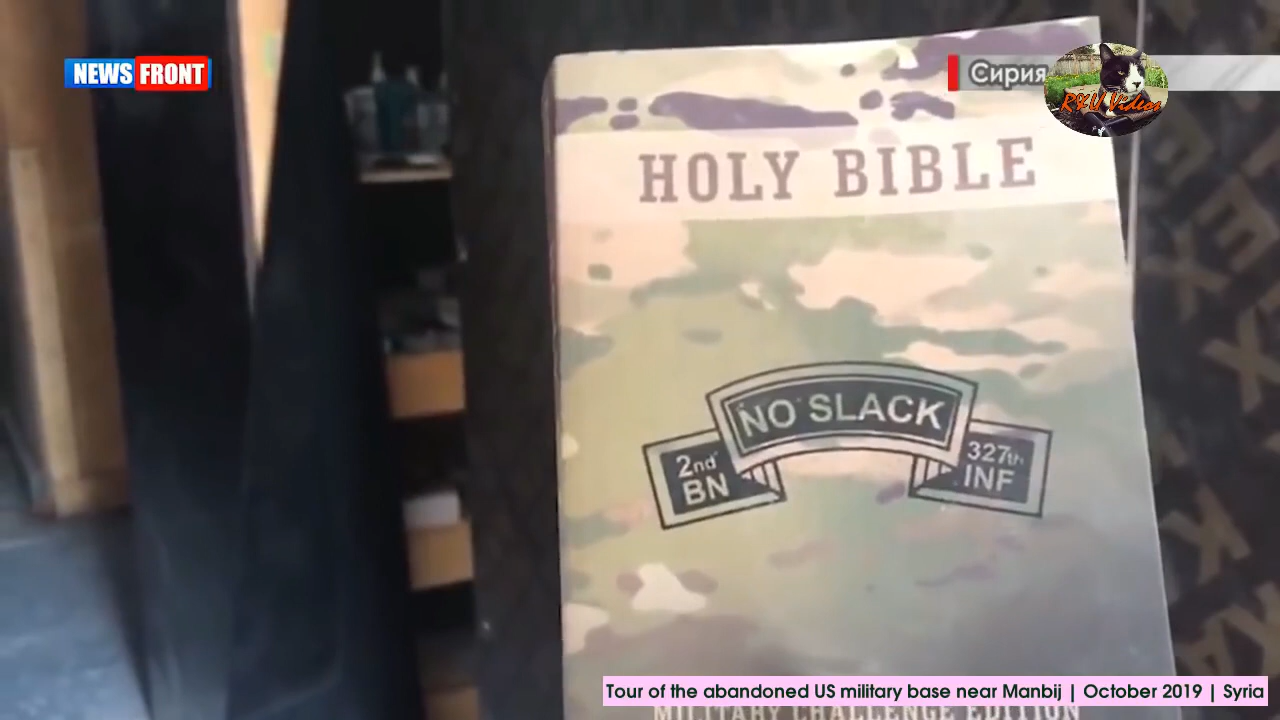 NEWS FRONT
Сирия
R&U Videos
HOLY BIBLE
NO SLACK
2nd
BN
327th
INF
Tour of the abandoned US military base near Manbij | October 2019 | Syria
MILITARY CHALLENGE EDITION